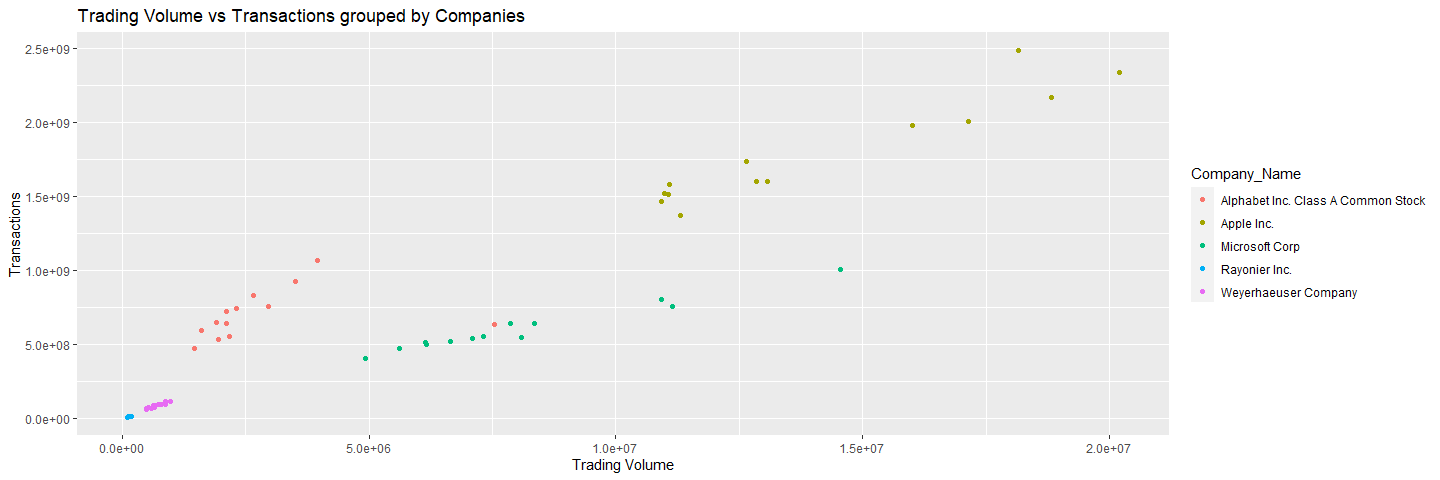 Trading Volume vs Transactions grouped by Companies
2.5e+09
2.0e+09
1.5e+09
1.0e+09
5.0e+08
0.0e+00
Transactions
0.0e+00 5.0e+06 1.0e+07 1.5e+07 2.0e+07
Trading Volume
Company_Name
Alphabet Inc. Class A Common Stock
Apple Inc.
Microsoft Corp
Rayonier Inc.
Weyerhaeuser Company